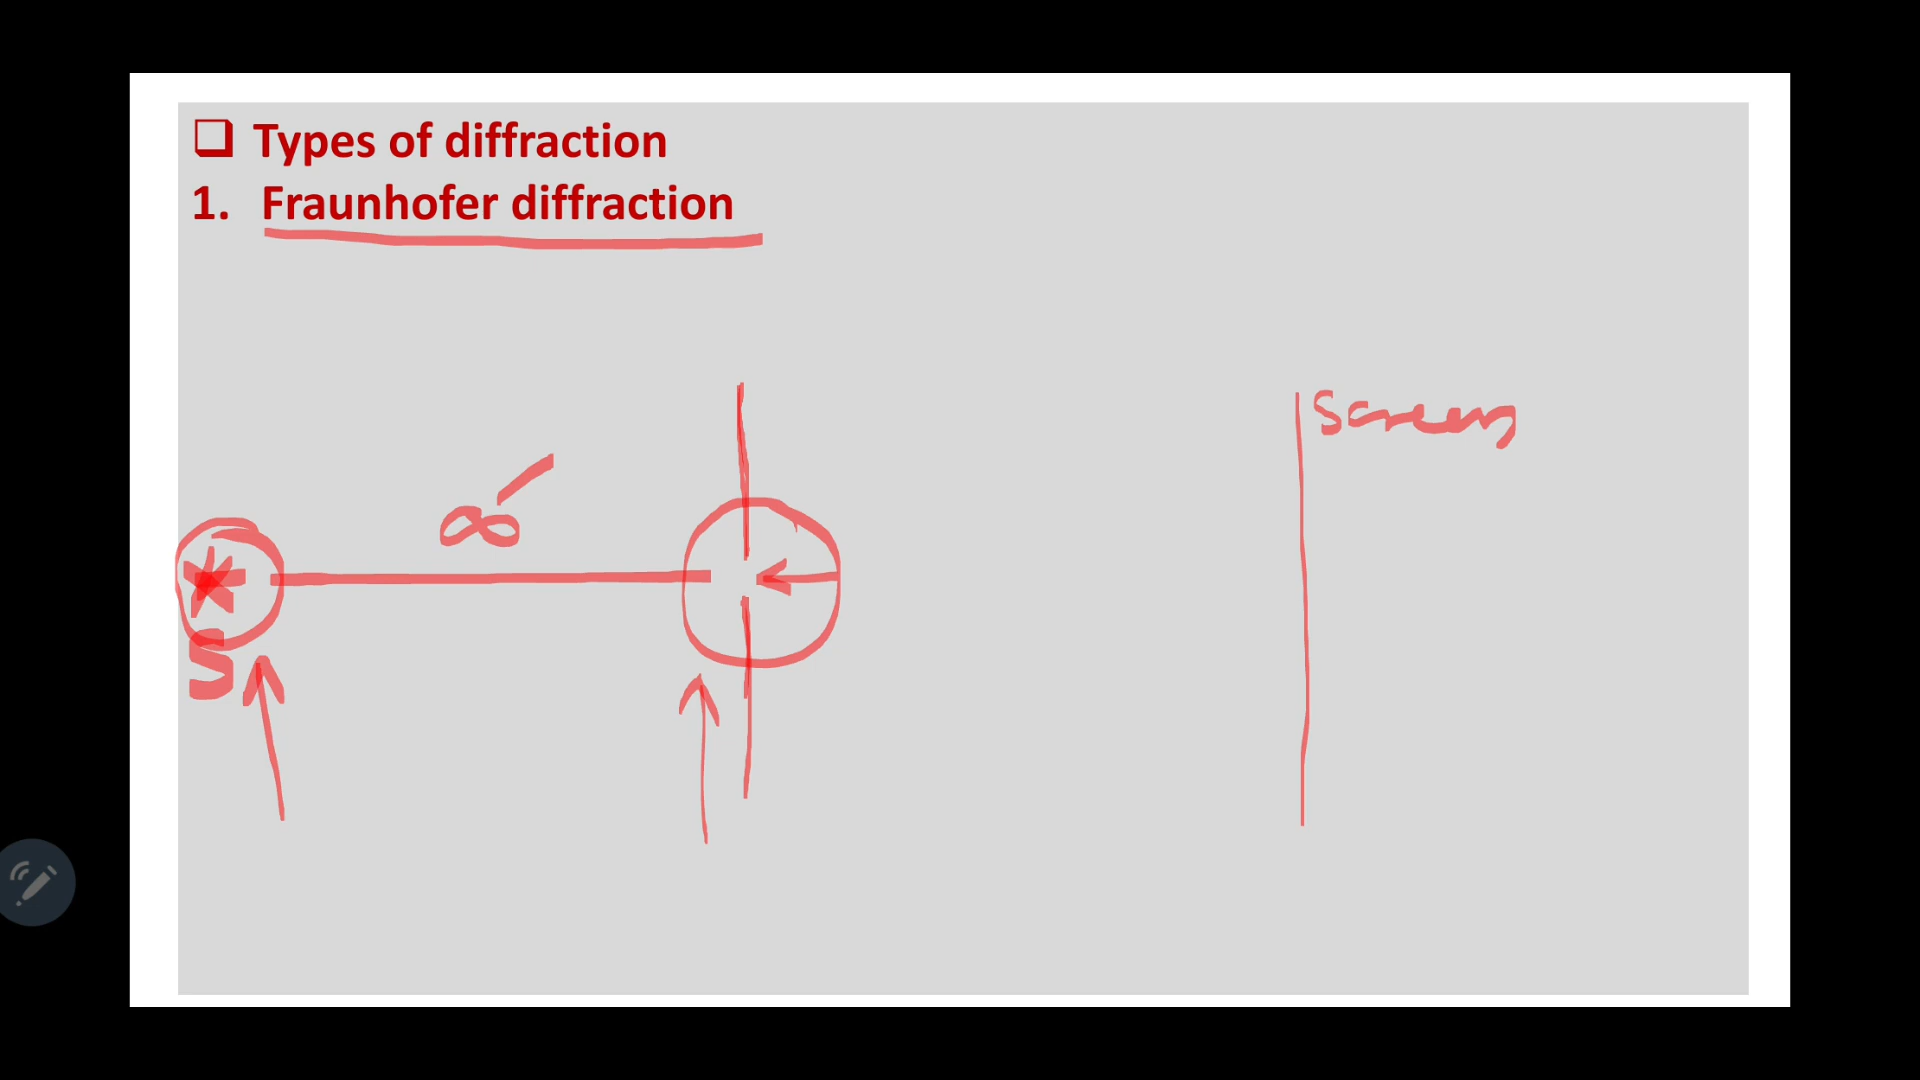 ❑ Types of diffraction
1. Fraunhofer diffraction
Screen
∞
S